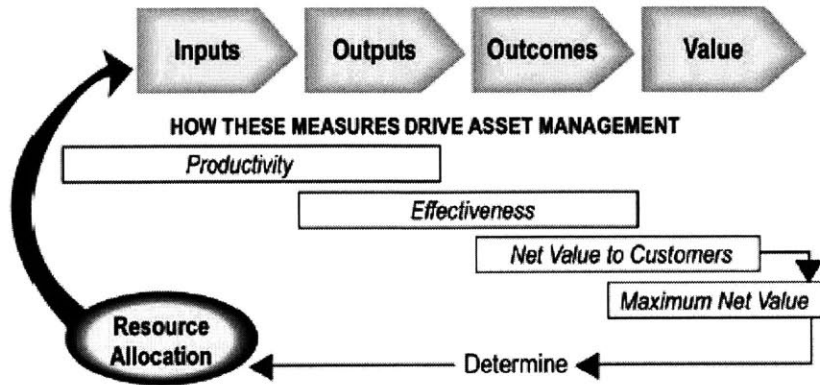 Inputs Outputs Outcomes Value
HOW THESE MEASURES DRIVE ASSET MANAGEMENT
Productivity
Effectiveness
Net Value to Customers
Maximum Net Value
Resource
Allocation
Determine